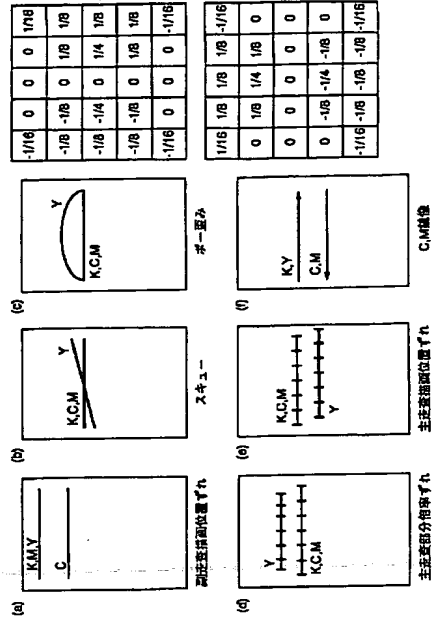 (a)
K,M,Y
C
副走査描画位置ずれ
(b)
K,C,M
Y
スキュー
(c)
Y
K,C,M
ボー歪み
-1/16 0 0 0 1/16
-1/8 -1/8 0 1/8 1/8
-1/8 -1/4 0 1/4 1/8
-1/8 -1/8 0 1/8 1/8
-1/16 0 0 0 -1/16
(d)
Y
K,C,M
主走査部分倍率ずれ
(e)
K,C,M
Y
主走査描画位置ずれ
(f)
K,Y
C,M
C,M鏡像
1/16 1/8 1/8 1/8 -1/16
0 1/8 1/4 1/8 0
0 0 0 0 0
0 -1/8 -1/4 -1/8 0
-1/16 -1/8 -1/8 -1/8 -1/16